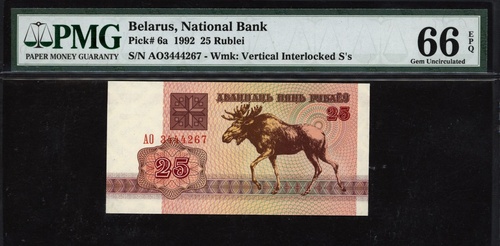 PMG
PAPER MONEY GUARANTY
Belarus, National Bank
Pick# 6a 1992 25 Rublei
S/N AO3444267 - Wmk: Vertical Interlocked S's
66
EPQ
Gem Uncirculated
ДВАЦЦАЦЬ ПЯЦЬ РУБЛЁЎ
25
АО 3444267
25